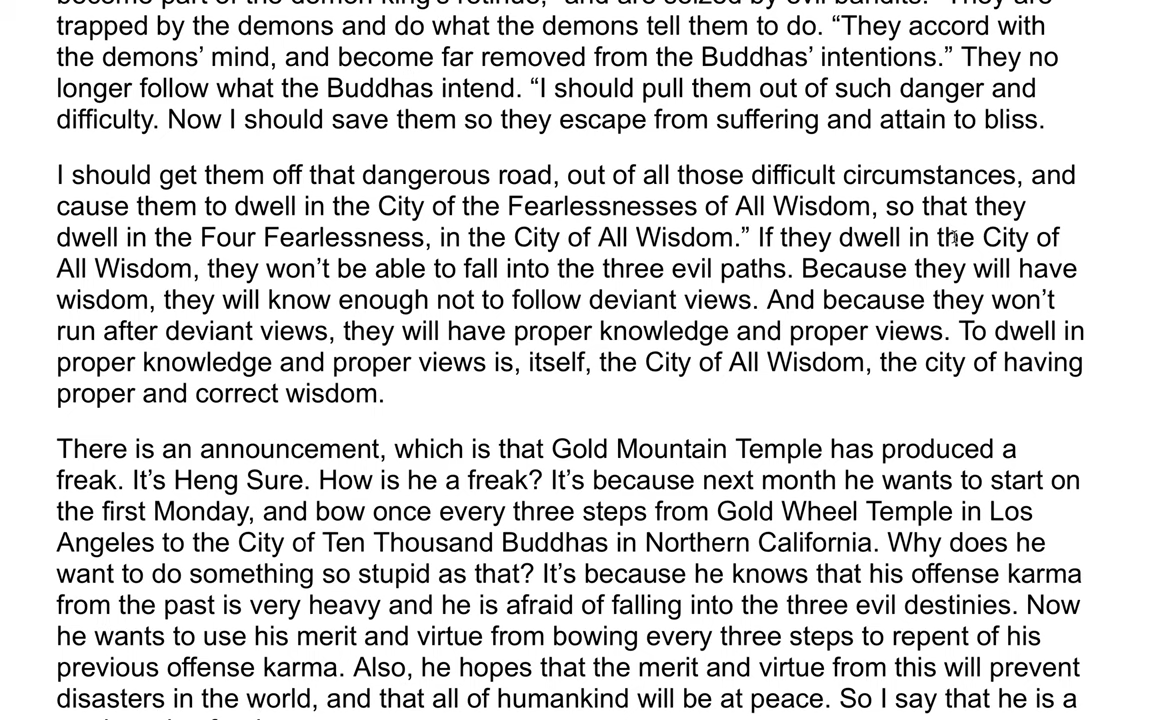 trapped by the demons and do what the demons tell them to do. “They accord with
the demons’ mind, and become far removed from the Buddhas’ intentions.” They no
longer follow what the Buddhas intend. “I should pull them out of such danger and
difficulty. Now I should save them so they escape from suffering and attain to bliss.
I should get them off that dangerous road, out of all those difficult circumstances, and
cause them to dwell in the City of the Fearlessnesses of All Wisdom, so that they
dwell in the Four Fearlessness, in the City of All Wisdom.” If they dwell in the City of
All Wisdom, they won’t be able to fall into the three evil paths. Because they will have
wisdom, they will know enough not to follow deviant views. And because they won’t
run after deviant views, they will have proper knowledge and proper views. To dwell in
proper knowledge and proper views is, itself, the City of All Wisdom, the city of having
proper and correct wisdom.
There is an announcement, which is that Gold Mountain Temple has produced a
freak. It’s Heng Sure. How is he a freak? It’s because next month he wants to start on
the first Monday, and bow once every three steps from Gold Wheel Temple in Los
Angeles to the City of Ten Thousand Buddhas in Northern California. Why does he
want to do something so stupid as that? It’s because he knows that his offense karma
from the past is very heavy and he is afraid of falling into the three evil destinies. Now
he wants to use his merit and virtue from bowing every three steps to repent of his
previous offense karma. Also, he hopes that the merit and virtue from this will prevent
disasters in the world, and that all of humankind will be at peace. So I say that he is a